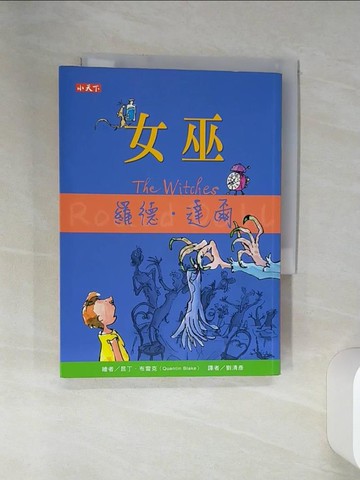 小天下
女巫
The Witches
Roald Dahl
羅德・達爾
繪者／昆丁・布雷克（Quentin Blake） 譯者／劉清彥